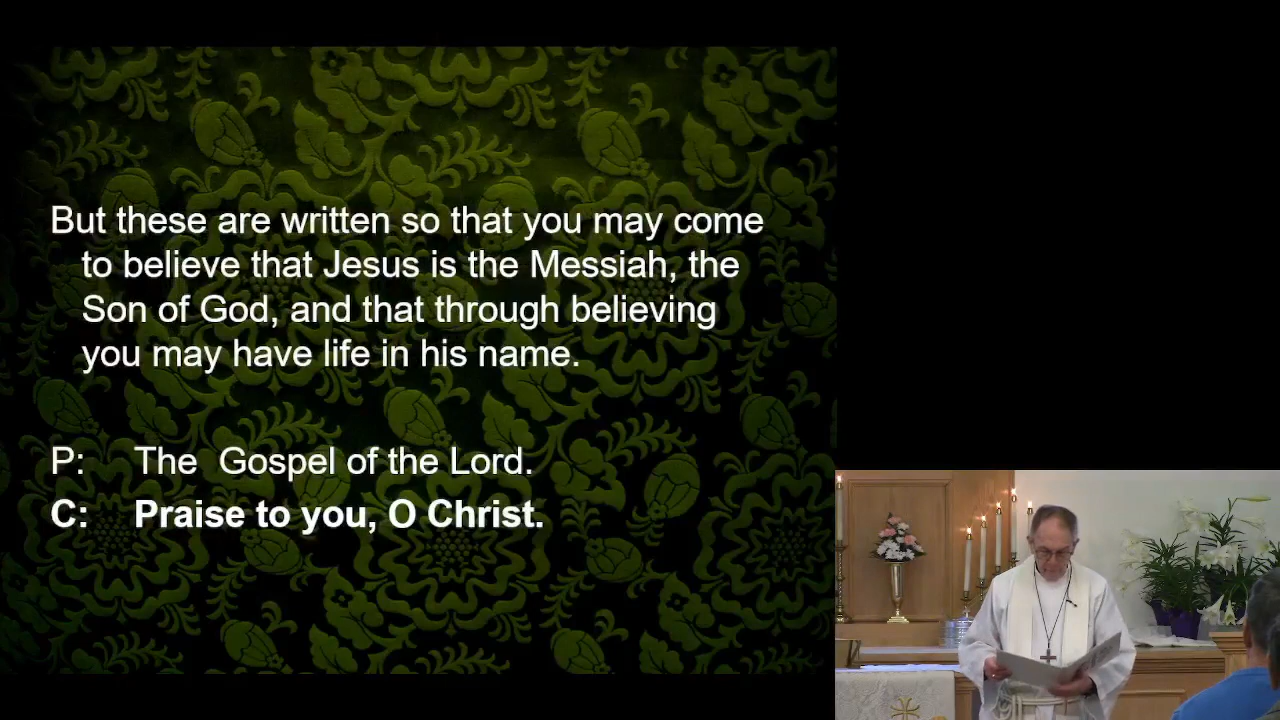 But these are written so that you may come
to believe that Jesus is the Messiah, the
Son of God, and that through believing
you may have life in his name.
P: The Gospel of the Lord.
C: Praise to you, O Christ.